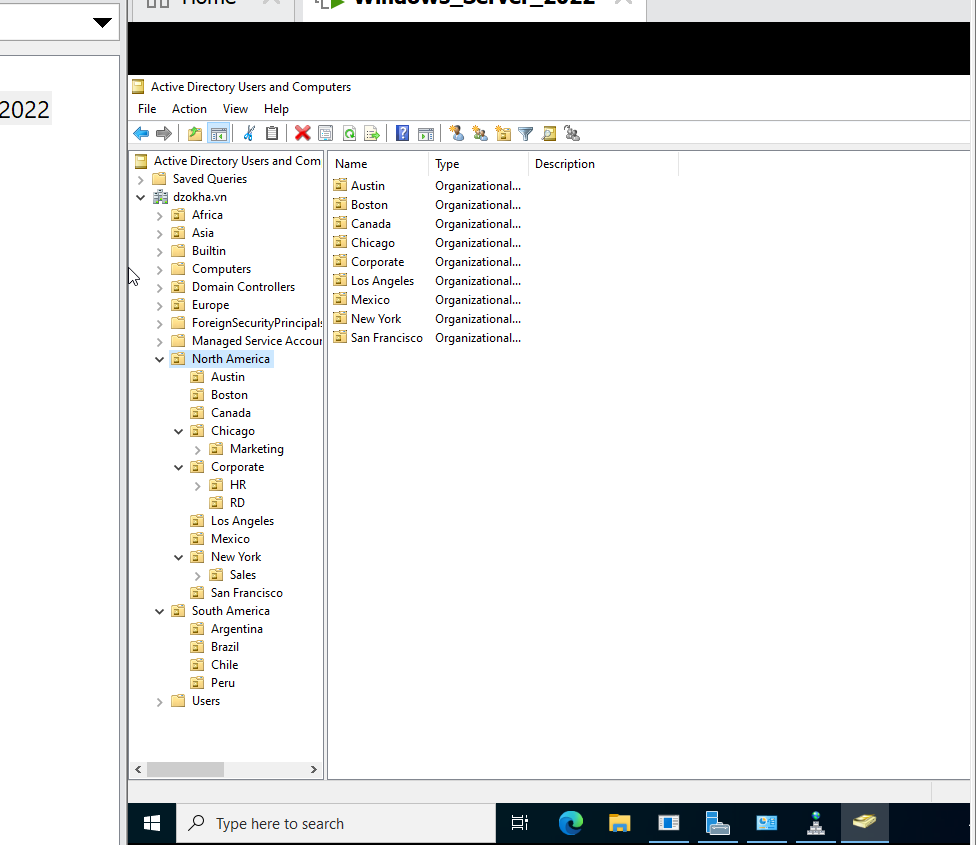 Home
Windows_Server_2022
2022
Active Directory Users and Computers
File Action View Help
Active Directory Users and Com
Saved Queries
dzokha.vn
Africa
Asia
Builtin
Computers
Domain Controllers
Europe
ForeignSecurityPrincipals
Managed Service Accour
North America
Austin
Boston
Canada
Chicago
Marketing
Corporate
HR
RD
Los Angeles
Mexico
New York
Sales
San Francisco
South America
Argentina
Brazil
Chile
Peru
Users
Name Type Description
Austin Organizational...
Boston Organizational...
Canada Organizational...
Chicago Organizational...
Corporate Organizational...
Los Angeles Organizational...
Mexico Organizational...
New York Organizational...
San Francisco Organizational...
Type here to search